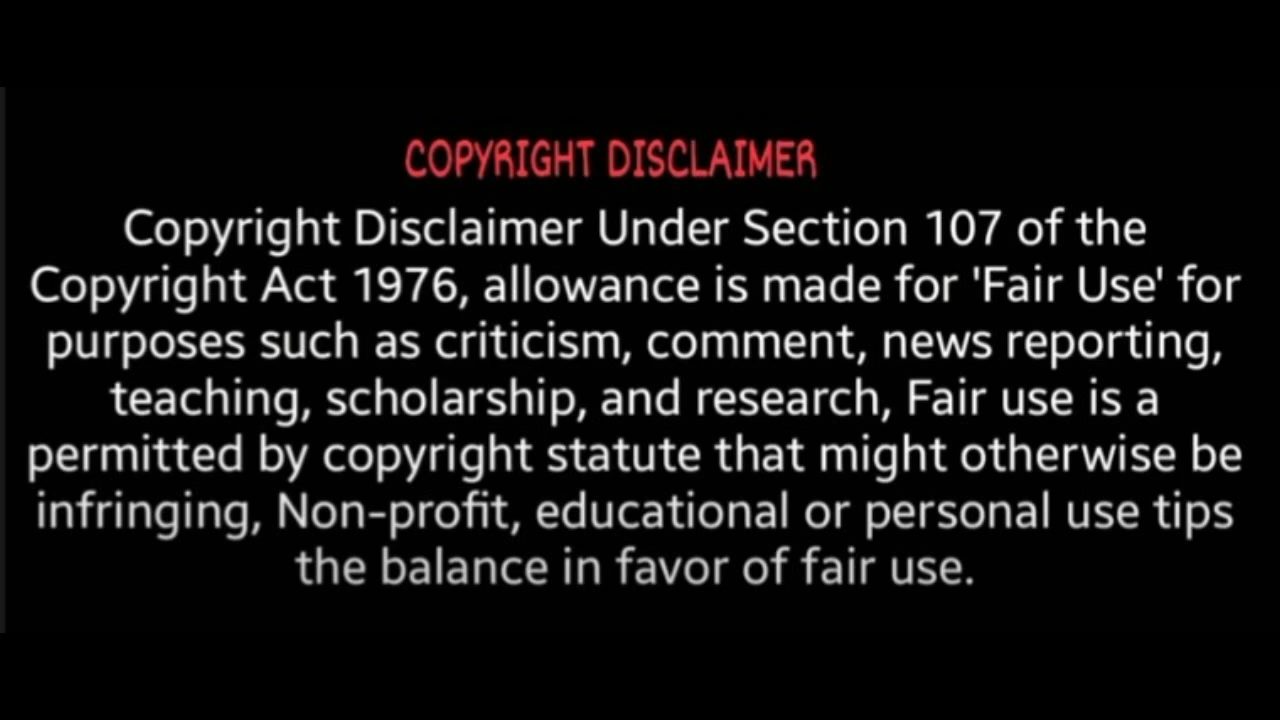 COPYRIGHT DISCLAIMER
Copyright Disclaimer Under Section 107 of the
Copyright Act 1976, allowance is made for 'Fair Use' for
purposes such as criticism, comment, news reporting,
teaching, scholarship, and research, Fair use is a
permitted by copyright statute that might otherwise be
infringing, Non-profit, educational or personal use tips
the balance in favor of fair use.